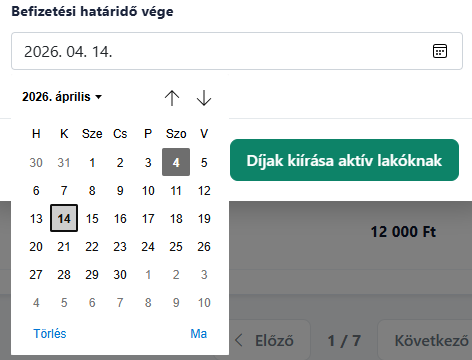 Befizetési határidő vége
2026. 04. 14.
2026. április
H K Sze Cs P Szo V
30 31 1 2 3 4 5
6 7 8 9 10 11 12
13 14 15 16 17 18 19
20 21 22 23 24 25 26
27 28 29 30 1 2 3
4 5 6 7 8 9 10
Törlés Ma
Díjak kiírása aktív lakóknak
12 000 Ft
Előző 1 / 7 Következő